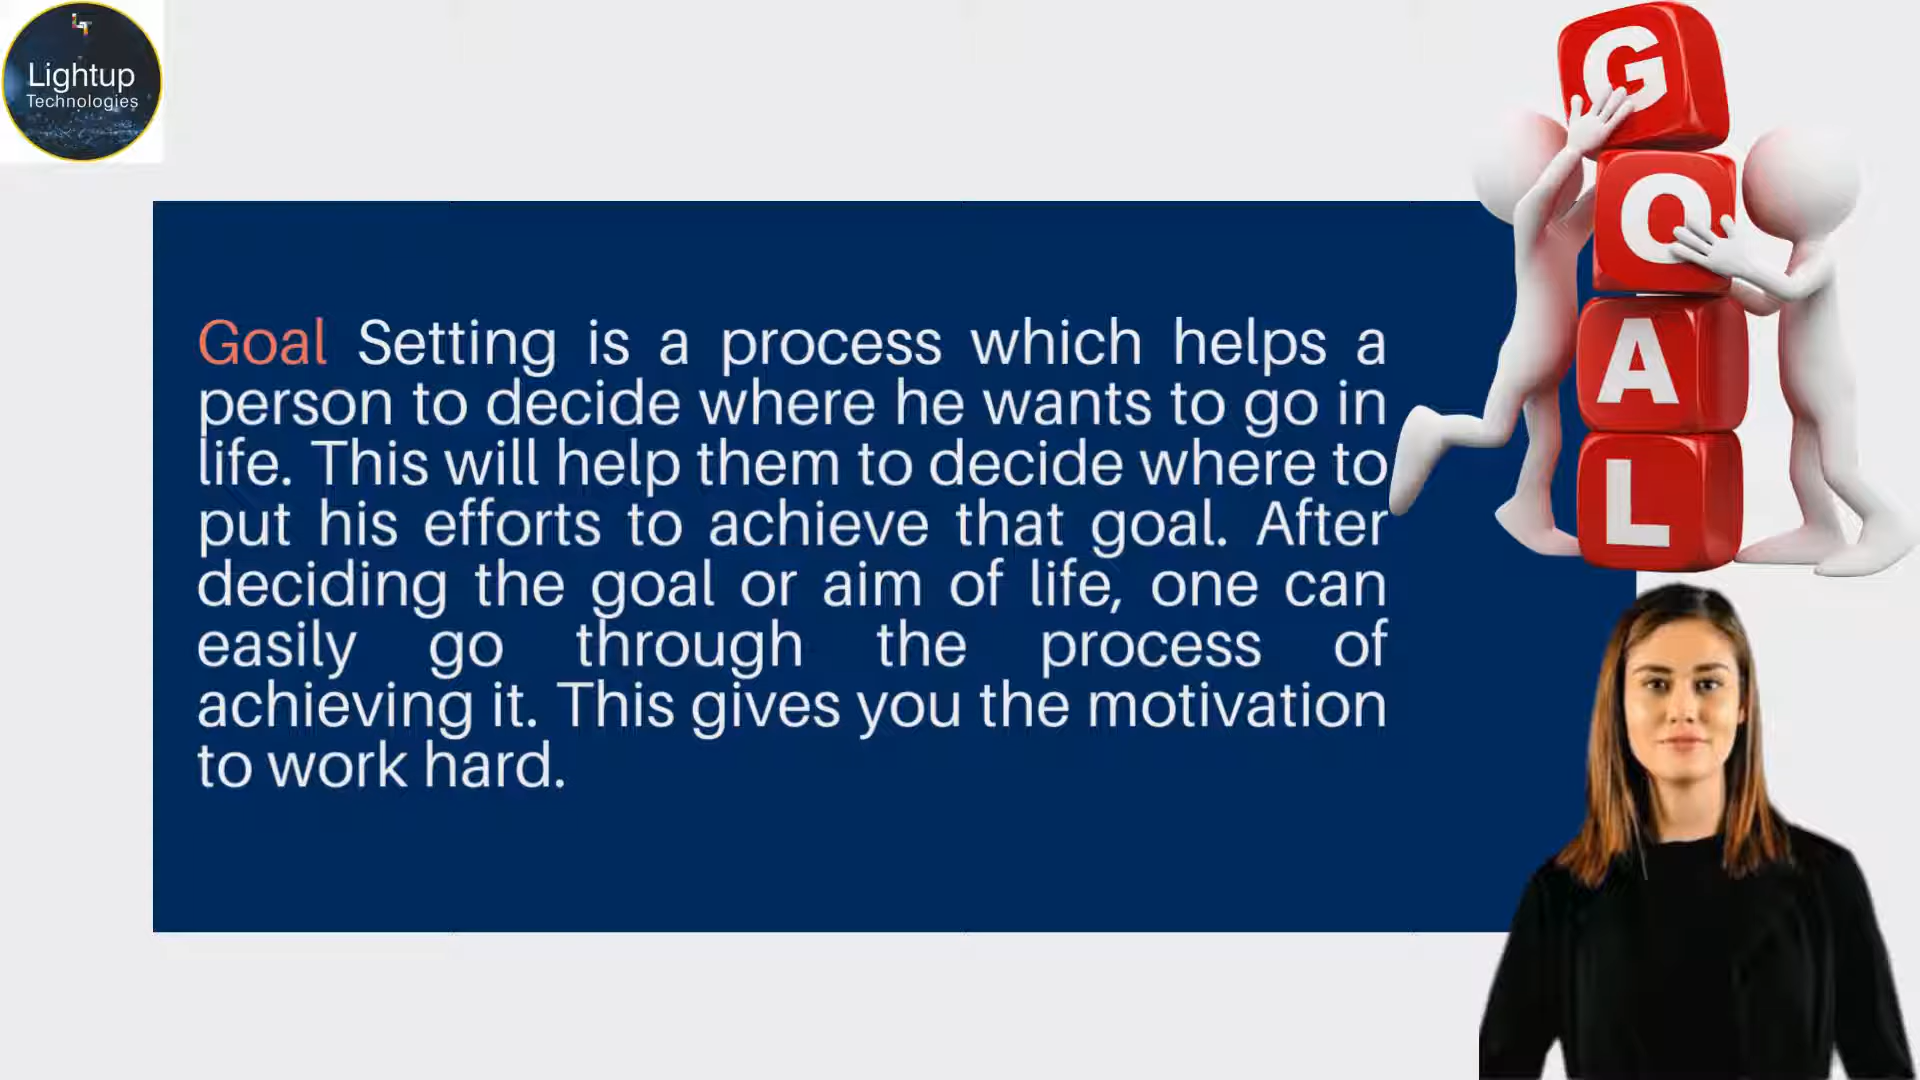 Lightup
Technologies
G
O
A
L
Goal Setting is a process which helps a
person to decide where he wants to go in
life. This will help them to decide where to
put his efforts to achieve that goal. After
deciding the goal or aim of life, one can
easily go through the process of
achieving it. This gives you the motivation
to work hard.